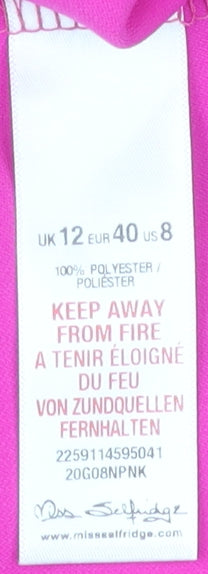 UK 12 EUR 40 US 8
100% POLYESTER /
POLIÉSTER
KEEP AWAY
FROM FIRE
A TENIR ÉLOIGNÉ
DU FEU
VON ZUNDQUELLEN
FERNHALTEN
2259114595041
20G08NPNK
Miss Selfridge
www.missselfridge.com